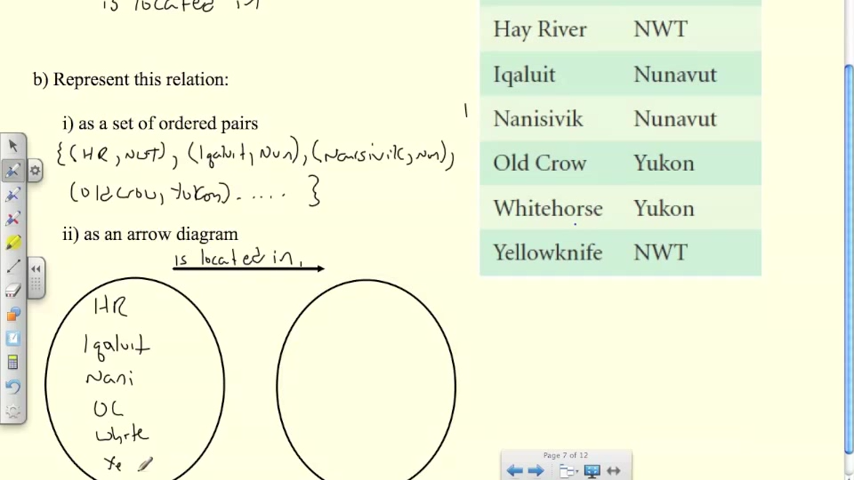 is located in
b) Represent this relation:
i) as a set of ordered pairs
{(HR, NWT), (Iqaluit, Nun), (Nanisivik, Nun),
(Old Crow, Yukon). .... }
ii) as an arrow diagram
is located in.
HR
Iqaluit
Nani
OC
White
Ye
Hay River NWT
Iqaluit Nunavut
Nanisivik Nunavut
Old Crow Yukon
Whitehorse Yukon
Yellowknife NWT
Page 7 of 12